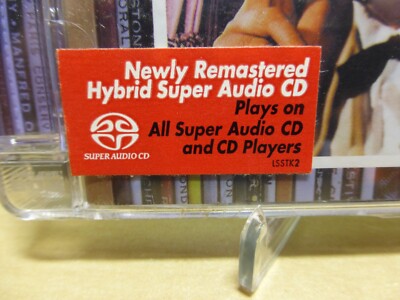 Newly Remastered
Hybrid Super Audio CD
Plays on
All Super Audio CD
and CD Players
SUPER AUDIO CD
LSSTK2
MANFRED